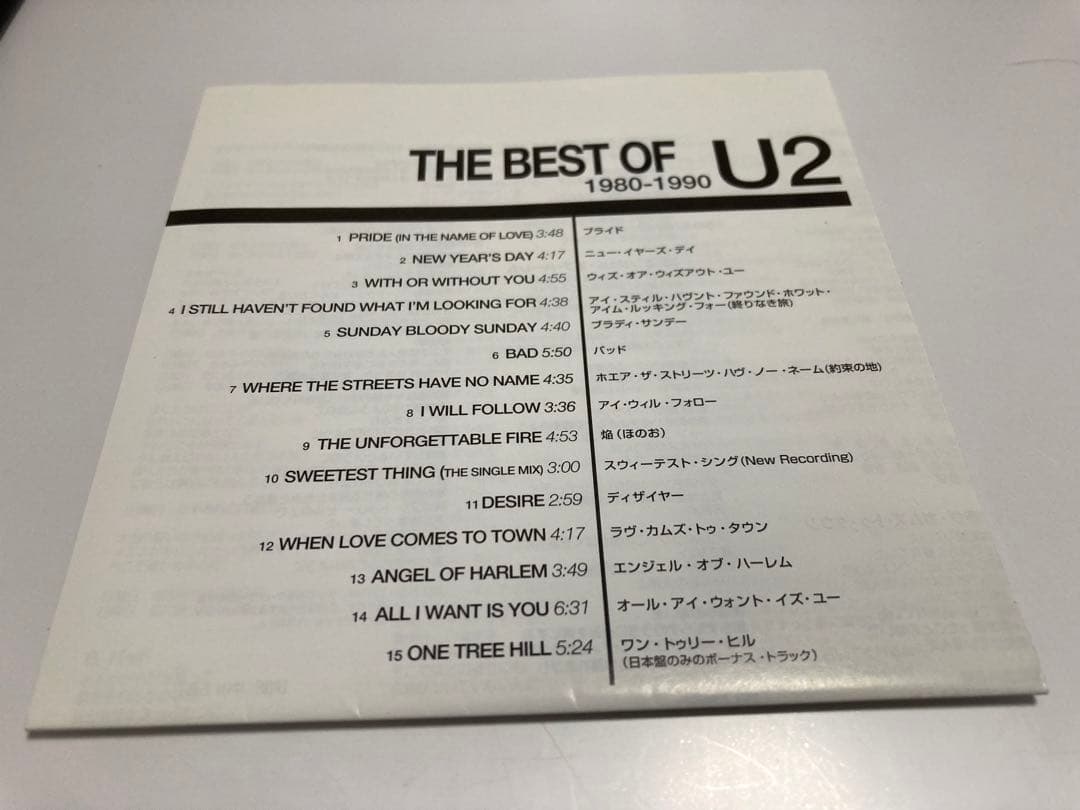 THE BEST OF U2
1980-1990
1 PRIDE (IN THE NAME OF LOVE) 3:48 プライド
2 NEW YEAR'S DAY 4:17 ニュー・イヤーズ・デイ
3 WITH OR WITHOUT YOU 4:55 ウィズ・オア・ウィズアウト・ユー
4 I STILL HAVEN'T FOUND WHAT I'M LOOKING FOR 4:38 アイ・スティル・ハヴント・ファウンド・ホワット・
アイム・ルッキング・フォー(終りなき旅)
5 SUNDAY BLOODY SUNDAY 4:40 ブラディ・サンデー
6 BAD 5:50 バッド
7 WHERE THE STREETS HAVE NO NAME 4:35 ホエア・ザ・ストリーツ・ハヴ・ノー・ネーム(約束の地)
8 I WILL FOLLOW 3:36 アイ・ウィル・フォロー
9 THE UNFORGETTABLE FIRE 4:53 焔(ほのお)
10 SWEETEST THING (THE SINGLE MIX) 3:00 スウィーテスト・シング(New Recording)
11 DESIRE 2:59 ディザイヤー
12 WHEN LOVE COMES TO TOWN 4:17 ラヴ・カムズ・トゥ・タウン
13 ANGEL OF HARLEM 3:49 エンジェル・オブ・ハーレム
14 ALL I WANT IS YOU 6:31 オール・アイ・ウォント・イズ・ユー
15 ONE TREE HILL 5:24 ワン・トゥリー・ヒル
(日本盤のみのボーナス・トラック)